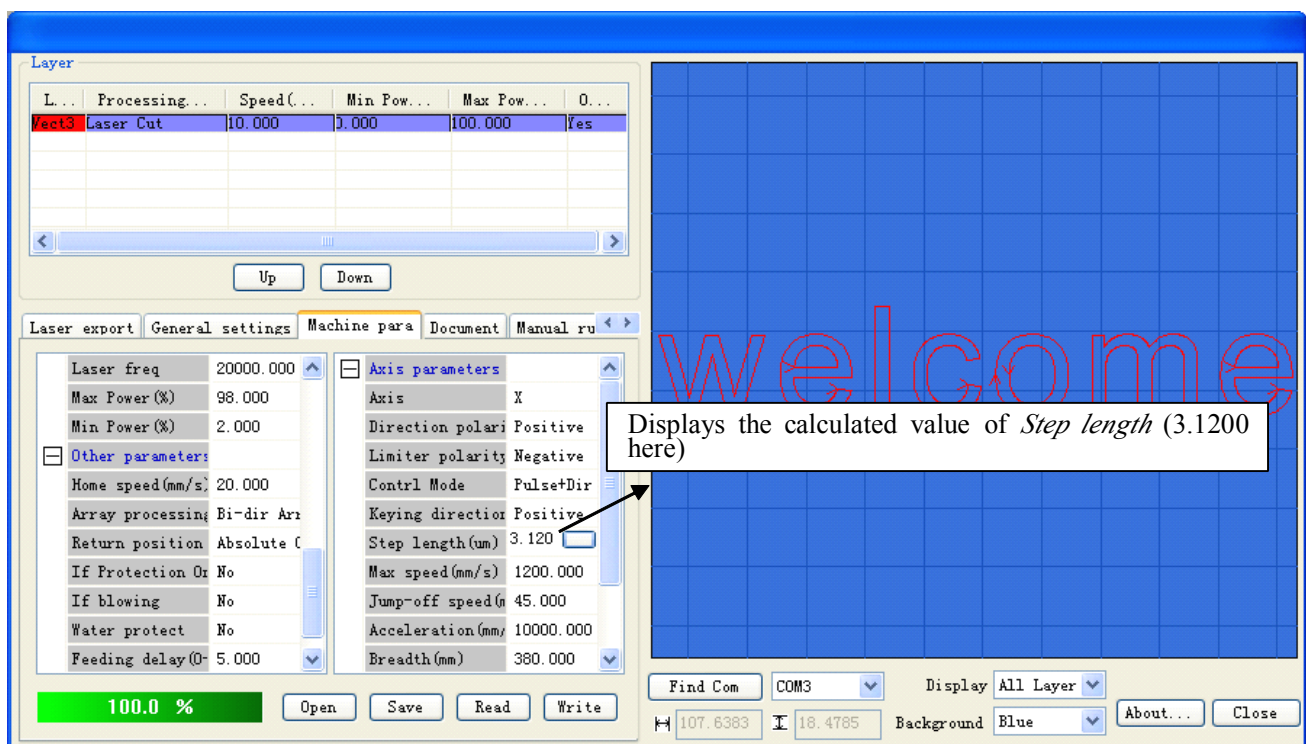 Layer
L... Processing... Speed(... Min Pow... Max Pow... O...
Vect3 Laser Cut 10.000 0.000 100.000 Yes
Up Down
Laser export General settings Machine para Document Manual ru
Laser freq 20000.000
Max Power(%) 98.000
Min Power(%) 2.000
Other parameters
Home speed(mm/s) 20.000
Array processing Bi-dir Arr
Return position Absolute O
If Protection Or No
If blowing No
Water protect No
Feeding delay(0- 5.000
Axis parameters
Axis X
Direction polari Positive
Limiter polarity Negative
Contrl Mode Pulse+Dir
Keying direction Positive
Step length(um) 3.120
Max speed(mm/s) 1200.000
Jump-off speed(m 45.000
Acceleration(mm/ 10000.000
Breadth(mm) 380.000
100.0 % Open Save Read Write
welcome
Displays the calculated value of Step length (3.1200
here)
Find Com COM3 Display All Layer
107.6383 18.4785 Background Blue About... Close